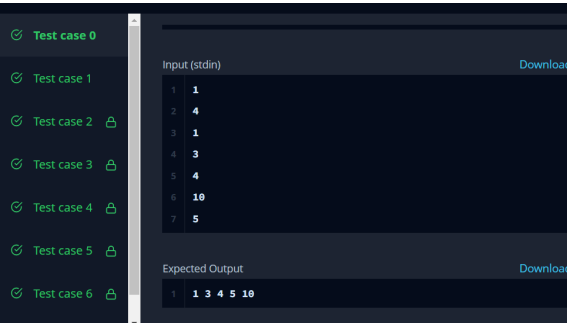 Test case 0
Test case 1
Test case 2
Test case 3
Test case 4
Test case 5
Test case 6
Input (stdin)
Download
1 1
2 4
3 1
4 3
5 4
6 10
7 5
Expected Output
Download
1 1 3 4 5 10